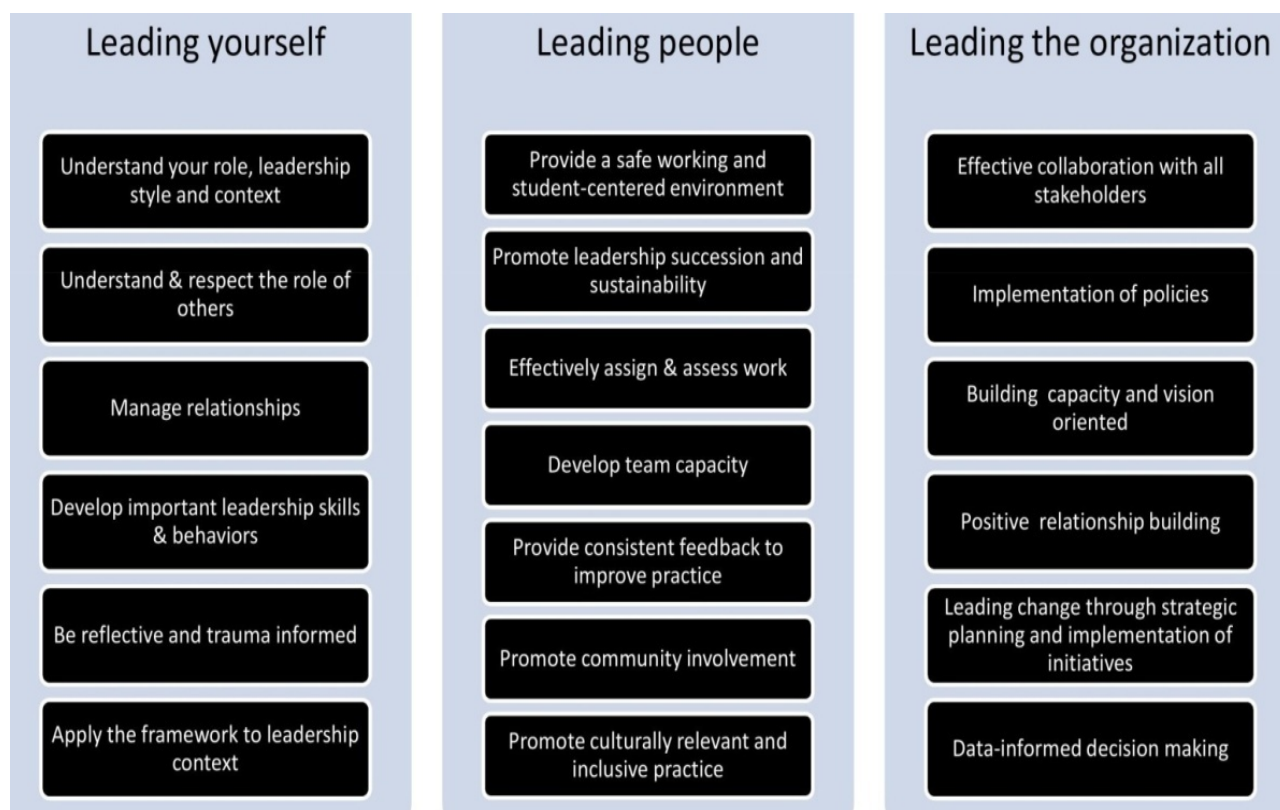 Leading yourself
Understand your role, leadership
style and context
Understand & respect the role of
others
Manage relationships
Develop important leadership skills
& behaviors
Be reflective and trauma informed
Apply the framework to leadership
context
Leading people
Provide a safe working and
student-centered environment
Promote leadership succession and
sustainability
Effectively assign & assess work
Develop team capacity
Provide consistent feedback to
improve practice
Promote community involvement
Promote culturally relevant and
inclusive practice
Leading the organization
Effective collaboration with all
stakeholders
Implementation of policies
Building capacity and vision
oriented
Positive relationship building
Leading change through strategic
planning and implementation of
initiatives
Data-informed decision making